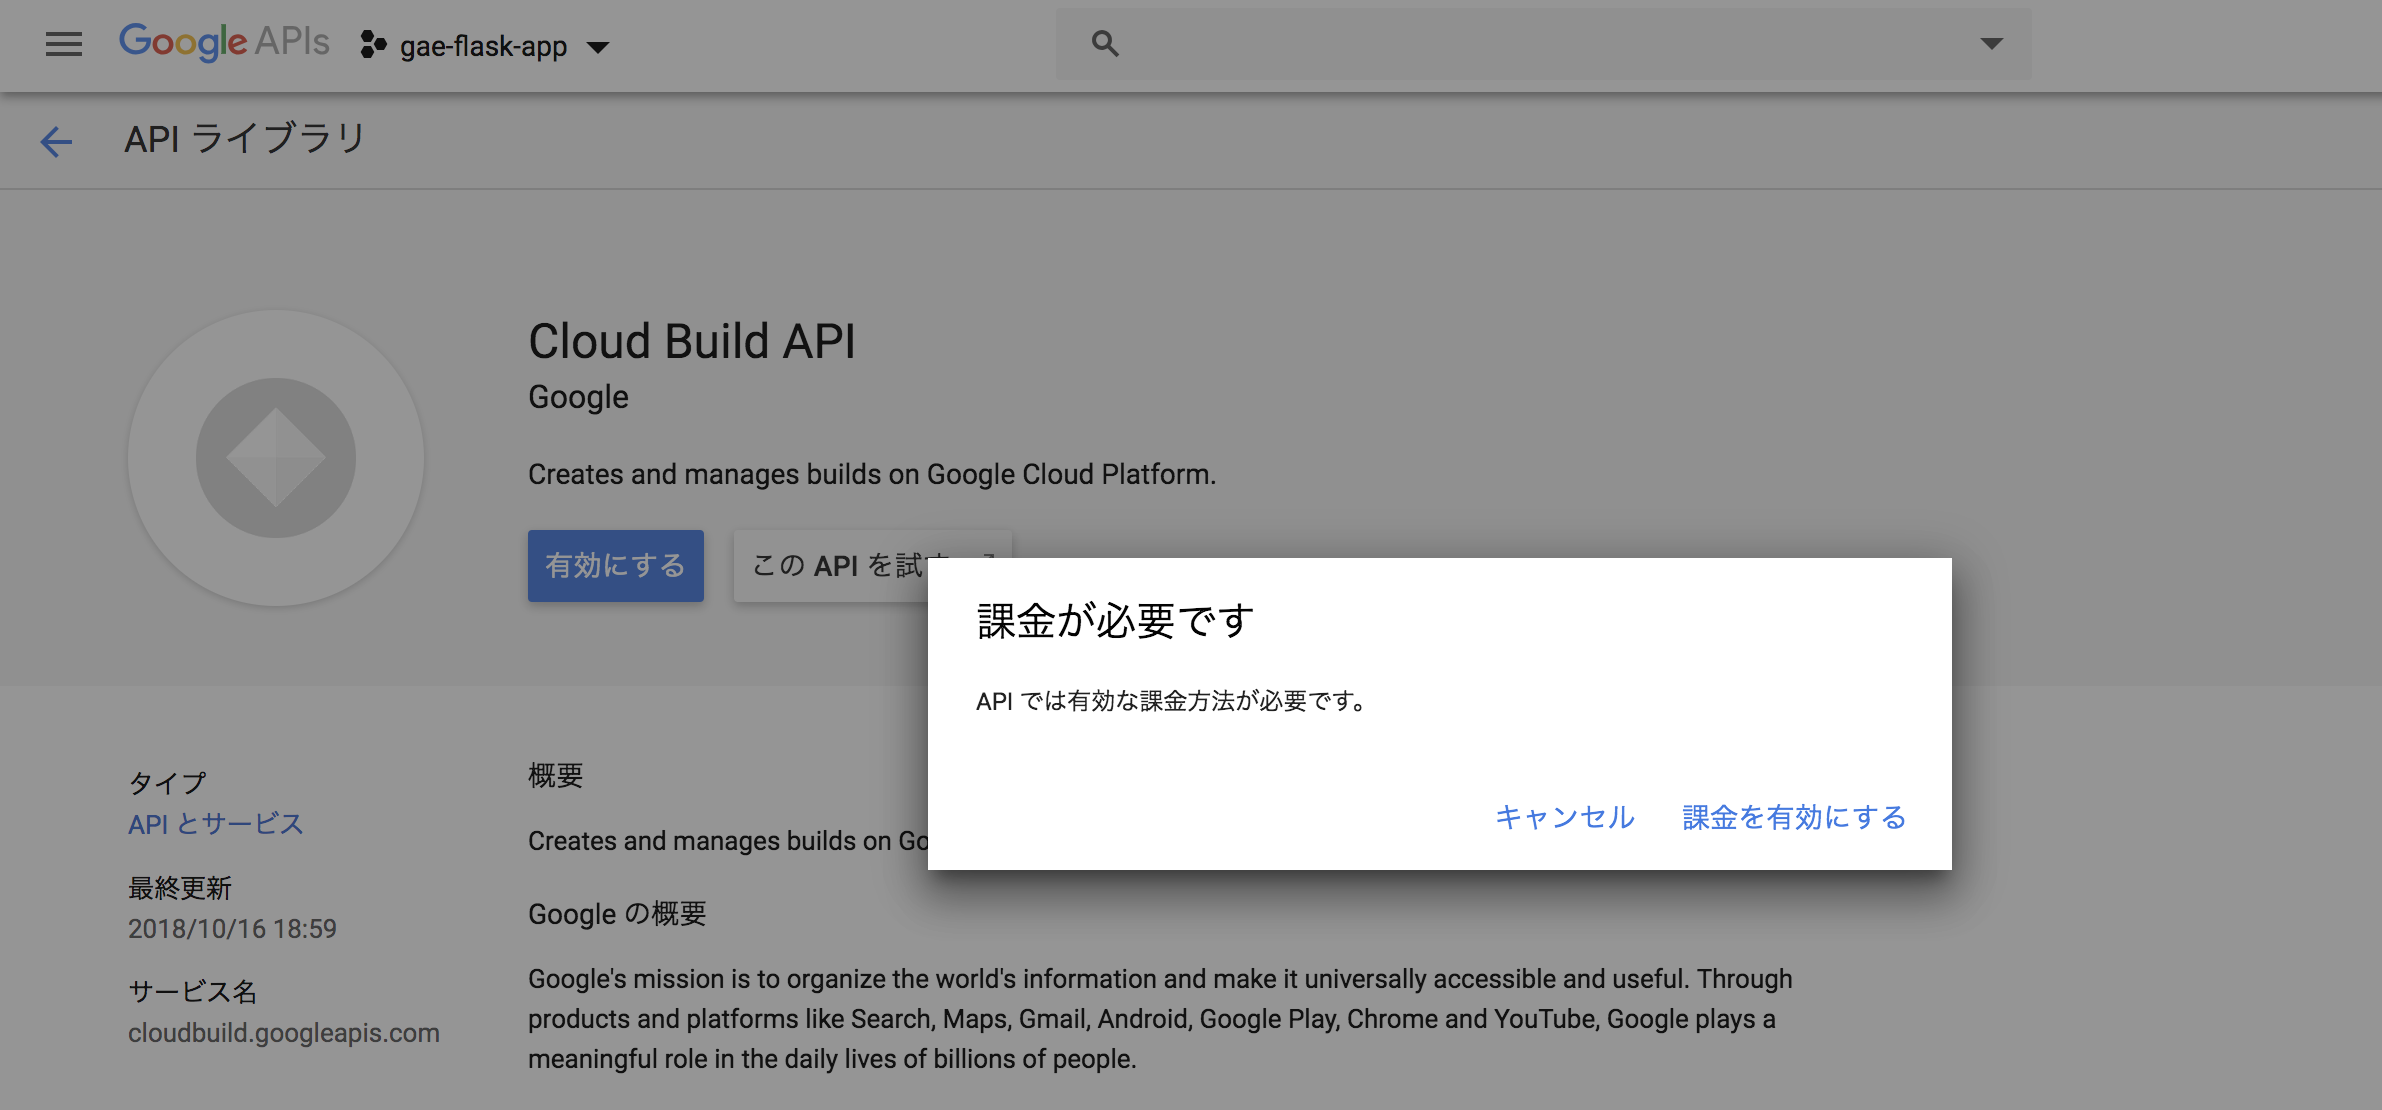 Google APIs gae-flask-app
API ライブラリ
Cloud Build API
Google
Creates and manages builds on Google Cloud Platform.
有効にする
この API を試
課金が必要です
API では有効な課金方法が必要です。
キャンセル 課金を有効にする
タイプ
API とサービス
最終更新
2018/10/16 18:59
サービス名
cloudbuild.googleapis.com
概要
Creates and manages builds on Go
Google の概要
Google's mission is to organize the world's information and make it universally accessible and useful. Through
products and platforms like Search, Maps, Gmail, Android, Google Play, Chrome and YouTube, Google plays a
meaningful role in the daily lives of billions of people.